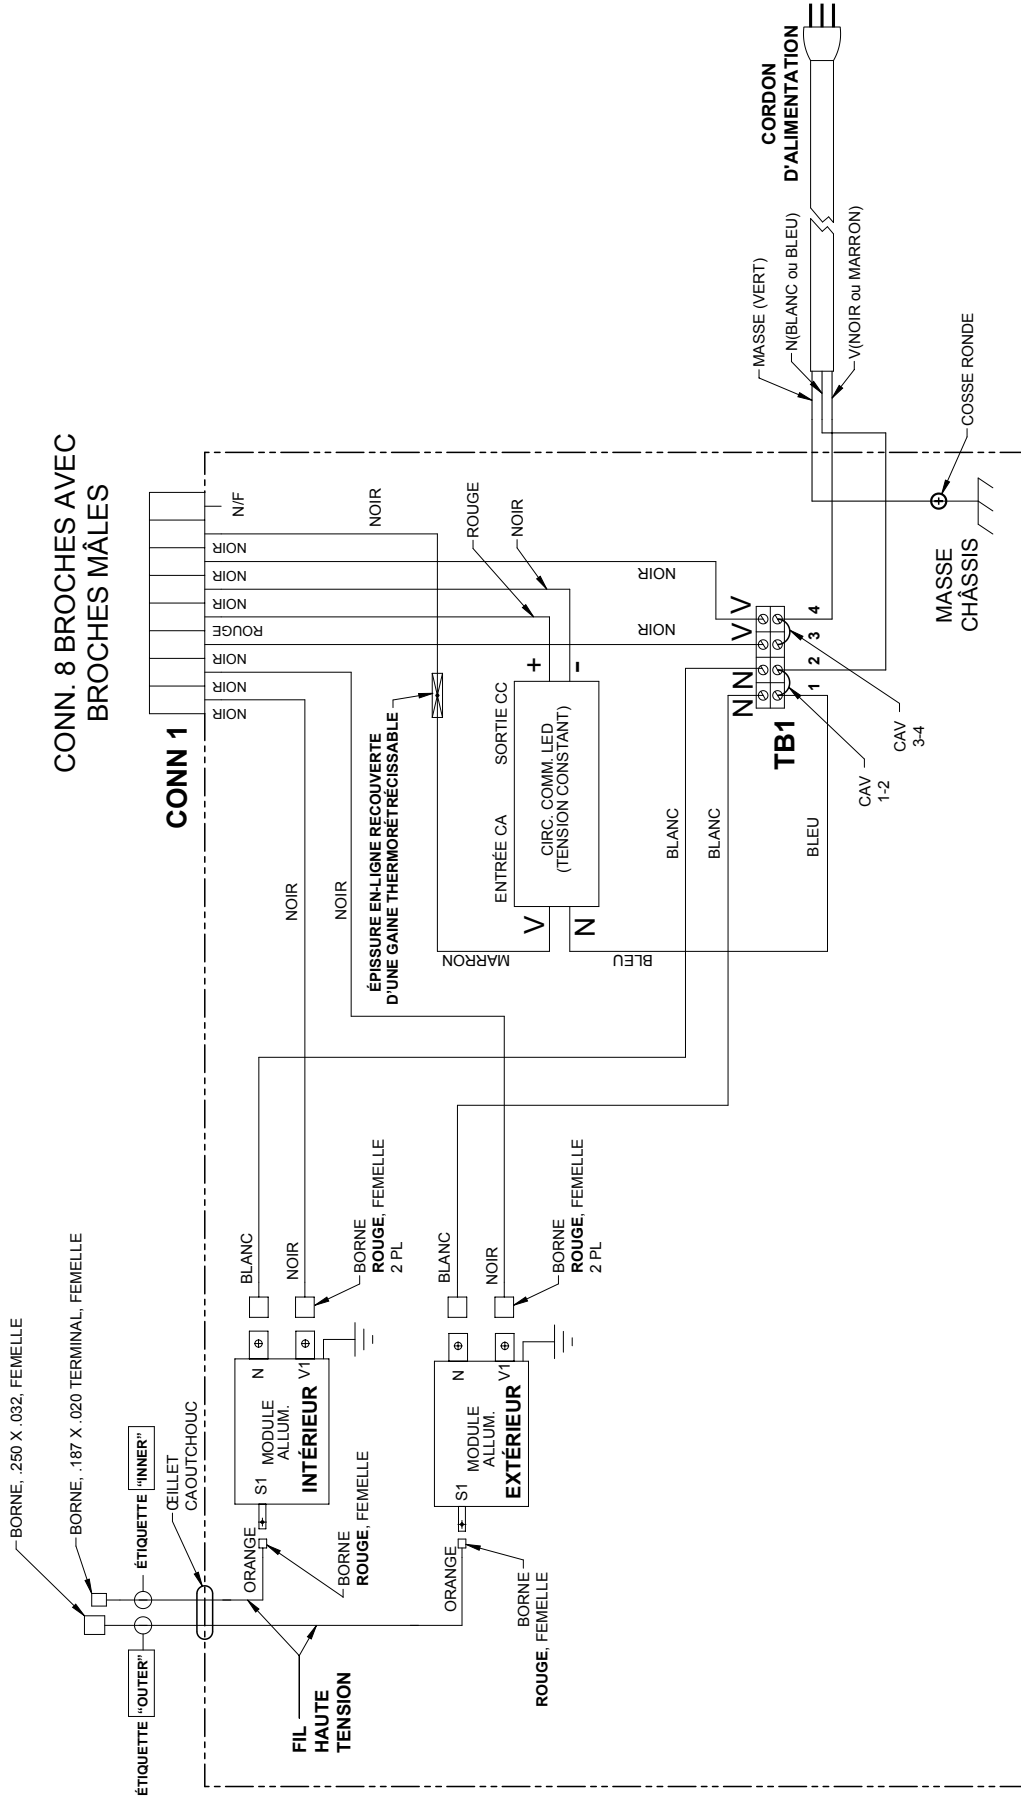 CONN. 8 BROCHES AVEC
BROCHES MÂLES
CONN 1
N/F
NOIR
NOIR
NOIR
ROUGE
NOIR
NOIR
NOIR
NOIR
ROUGE
NOIR
NOIR
NOIR
NOIR
NOIR
ÉPISSURE EN-LIGNE RECOUVERTE
D'UNE GAINE THERMORÉTRÉCISSABLE
ENTRÉE CA
SORTIE CC
CIRC. COMM. LED
(TENSION CONSTANT)
+
-
V
N
MARRON
BLEU
BLANC
BLANC
BLEU
TB1
N
N
V
V
1
2
3
4
CAV
1-2
CAV
3-4
CORDON
D'ALIMENTATION
MASSE (VERT)
N(BLANC ou BLEU)
V(NOIR ou MARRON)
COSSE RONDE
MASSE
CHÂSSIS
BORNE, .250 X .032, FEMELLE
BORNE, .187 X .020 TERMINAL, FEMELLE
ÉTIQUETTE "INNER"
ÉTIQUETTE "OUTER"
ŒILLET
CAOUTCHOUC
FIL
HAUTE
TENSION
ORANGE
BORNE
ROUGE, FEMELLE
S1
MODULE
ALLUM.
INTÉRIEUR
N
V1
BLANC
NOIR
BORNE
ROUGE, FEMELLE
2 PL
ORANGE
BORNE
ROUGE, FEMELLE
S1
MODULE
ALLUM.
EXTÉRIEUR
N
V1
BLANC
NOIR
BORNE
ROUGE, FEMELLE
2 PL